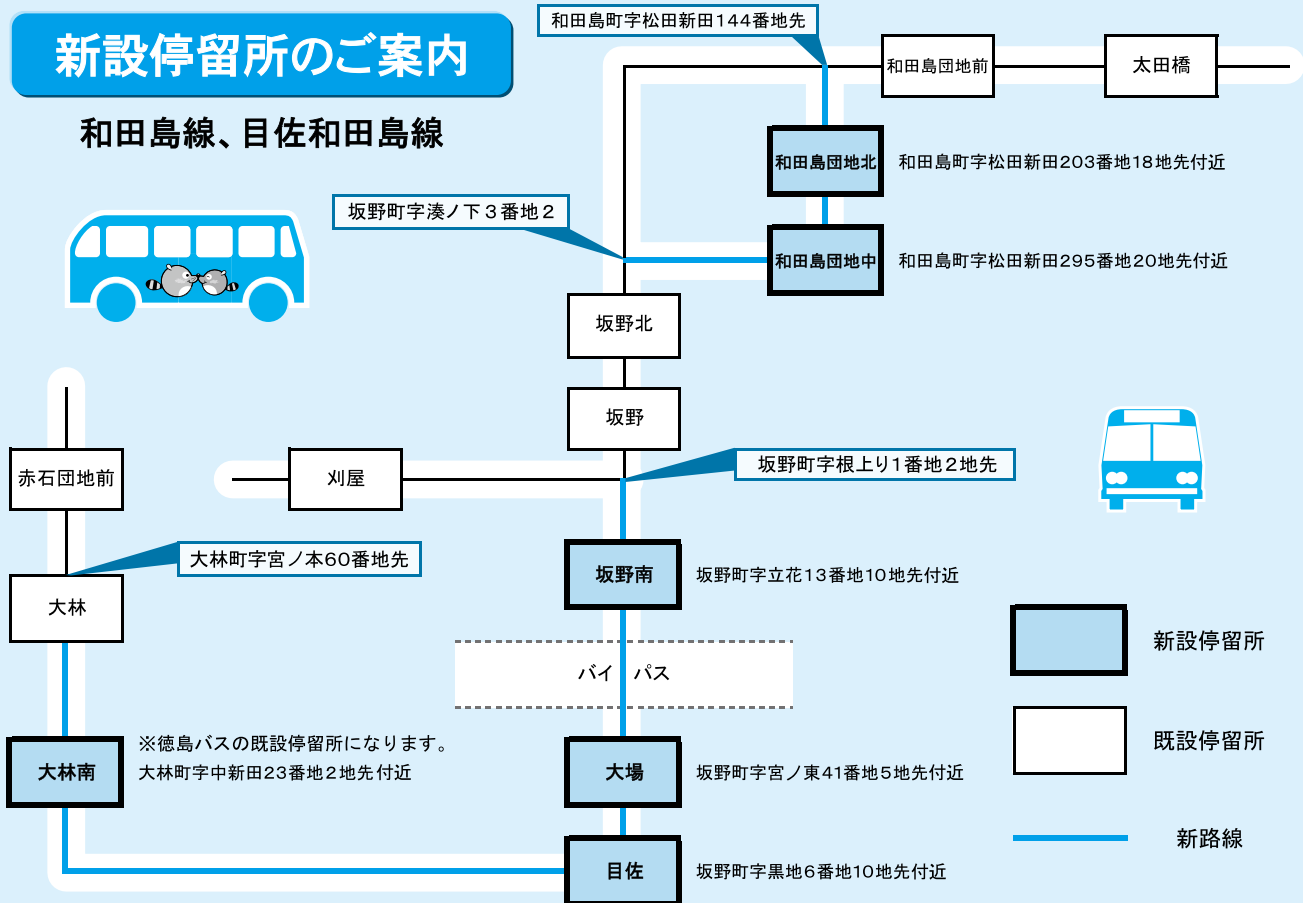 新設停留所のご案内
和田島線、目佐和田島線
和田島町字松田新田144番地先
和田島団地前
太田橋
和田島団地北
和田島町字松田新田203番地18地先付近
坂野町字湊ノ下3番地2
和田島団地中
和田島町字松田新田295番地20地先付近
坂野北
坂野
坂野町字根上り1番地2地先
赤石団地前
刈屋
大林町字宮ノ本60番地先
大林
坂野南
坂野町字立花13番地10地先付近
新設停留所
バイパス
既設停留所
※徳島バスの既設停留所になります。
大林南
大林町字中新田23番地2地先付近
大場
坂野町字宮ノ東41番地5地先付近
新路線
目佐
坂野町字黒地6番地10地先付近